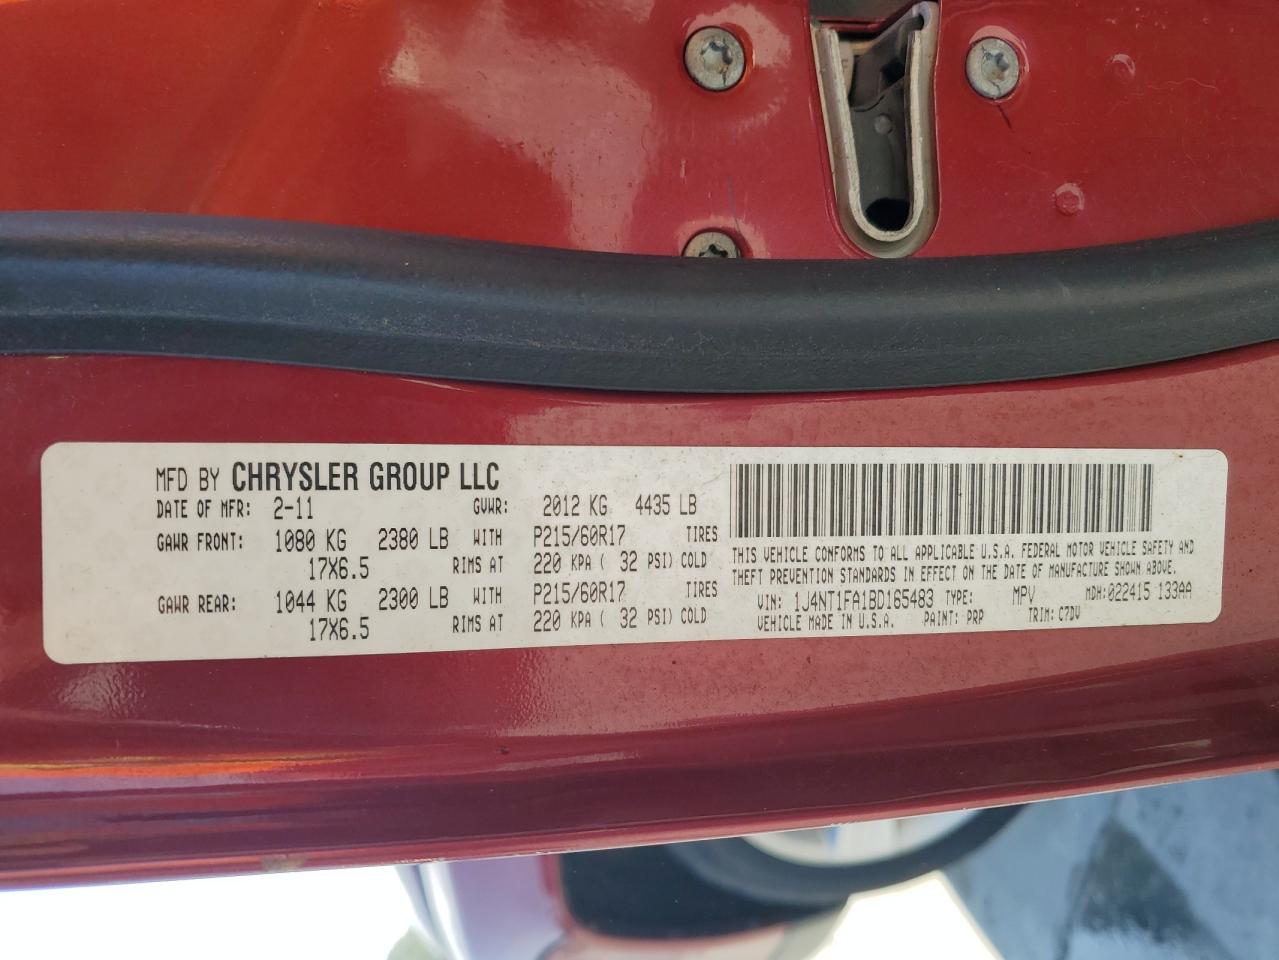 MFD BY CHRYSLER GROUP LLC
DATE OF MFR: 2-11 GVWR: 2012 KG 4435 LB
GAWR FRONT: 1080 KG 2380 LB WITH P215/60R17 TIRES
17X6.5 RIMS AT 220 KPA ( 32 PSI) COLD
GAWR REAR: 1044 KG 2300 LB WITH P215/60R17 TIRES
17X6.5 RIMS AT 220 KPA ( 32 PSI) COLD
THIS VEHICLE CONFORMS TO ALL APPLICABLE U.S.A. FEDERAL MOTOR VEHICLE SAFETY AND
THEFT PREVENTION STANDARDS IN EFFECT ON THE DATE OF MANUFACTURE SHOWN ABOVE.
VIN: 1J4NT1FA1BD165483 TYPE: MPV MDH: 022415 133AA
VEHICLE MADE IN U.S.A. PAINT: PRP TRIM: C7DV